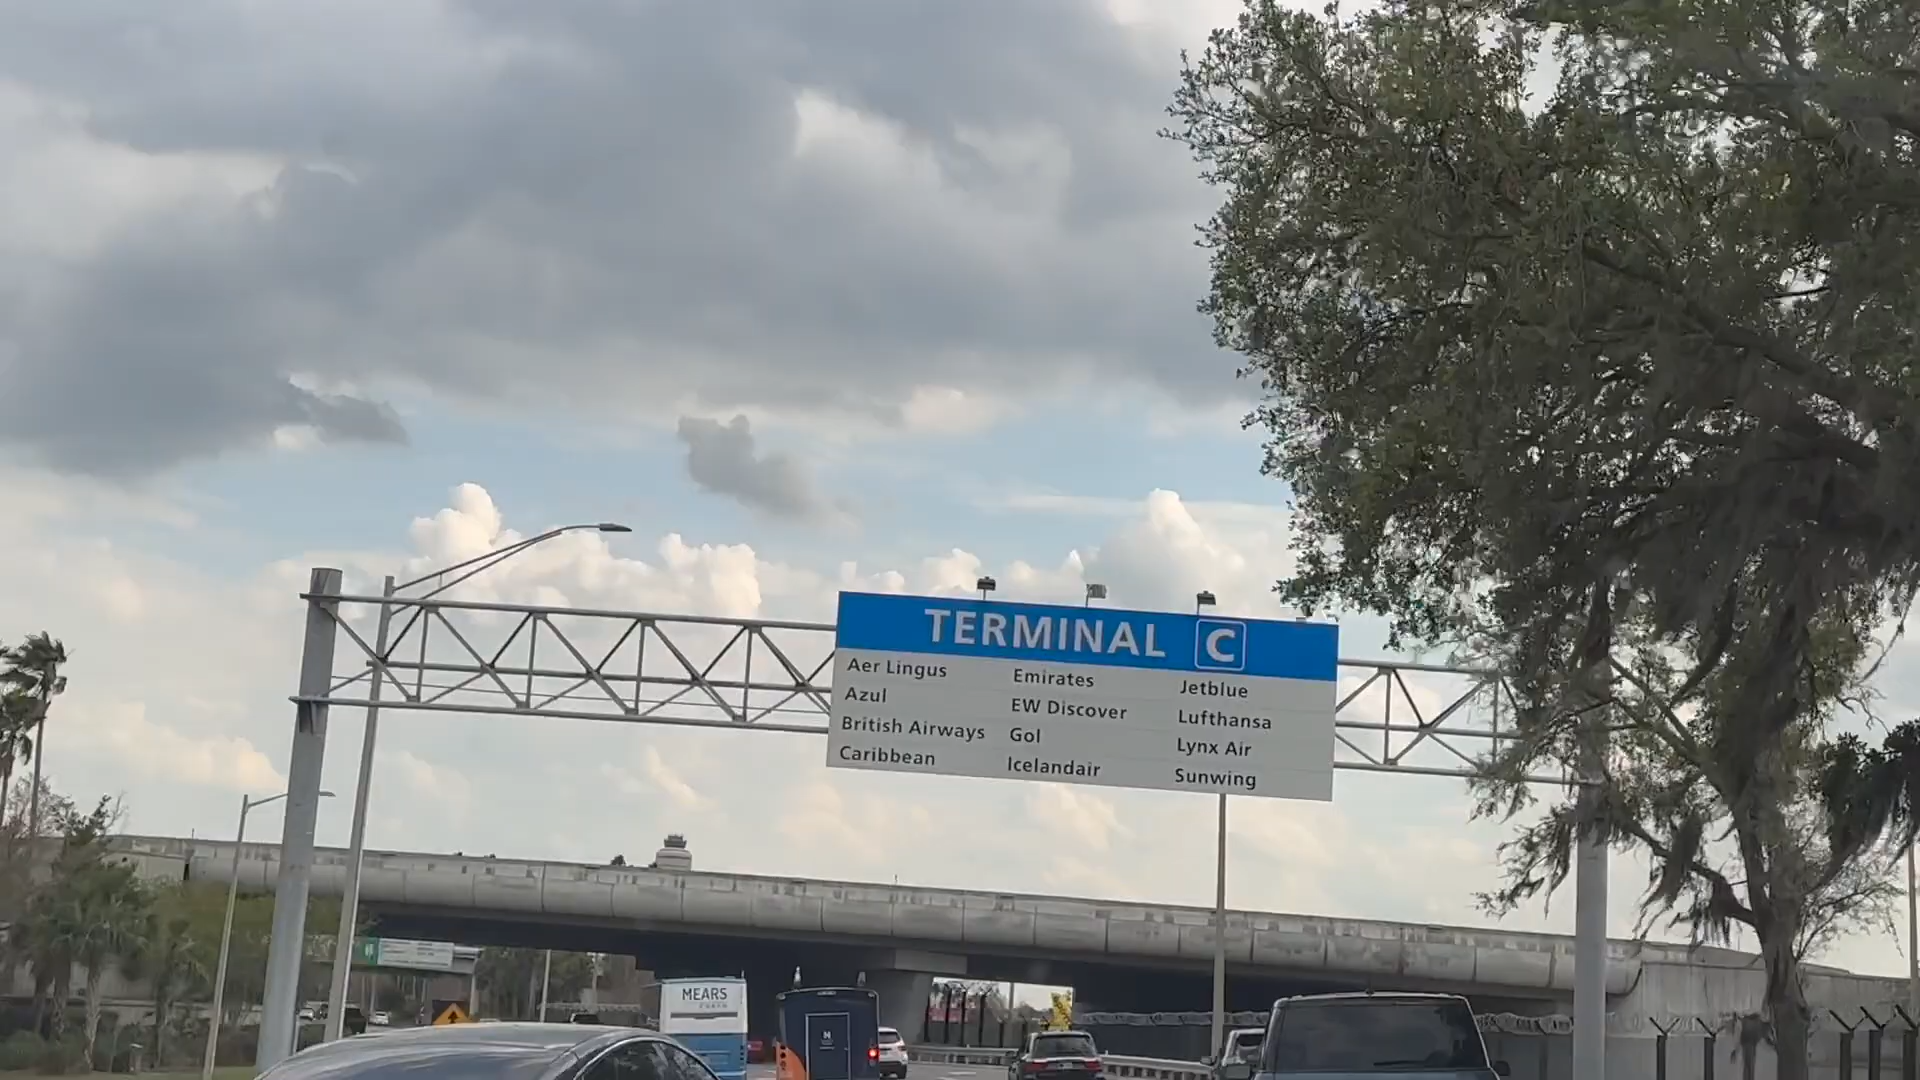 TERMINAL C
Aer Lingus
Azul
British Airways
Caribbean
Emirates
EW Discover
Gol
Icelandair
Jetblue
Lufthansa
Lynx Air
Sunwing
MEARS